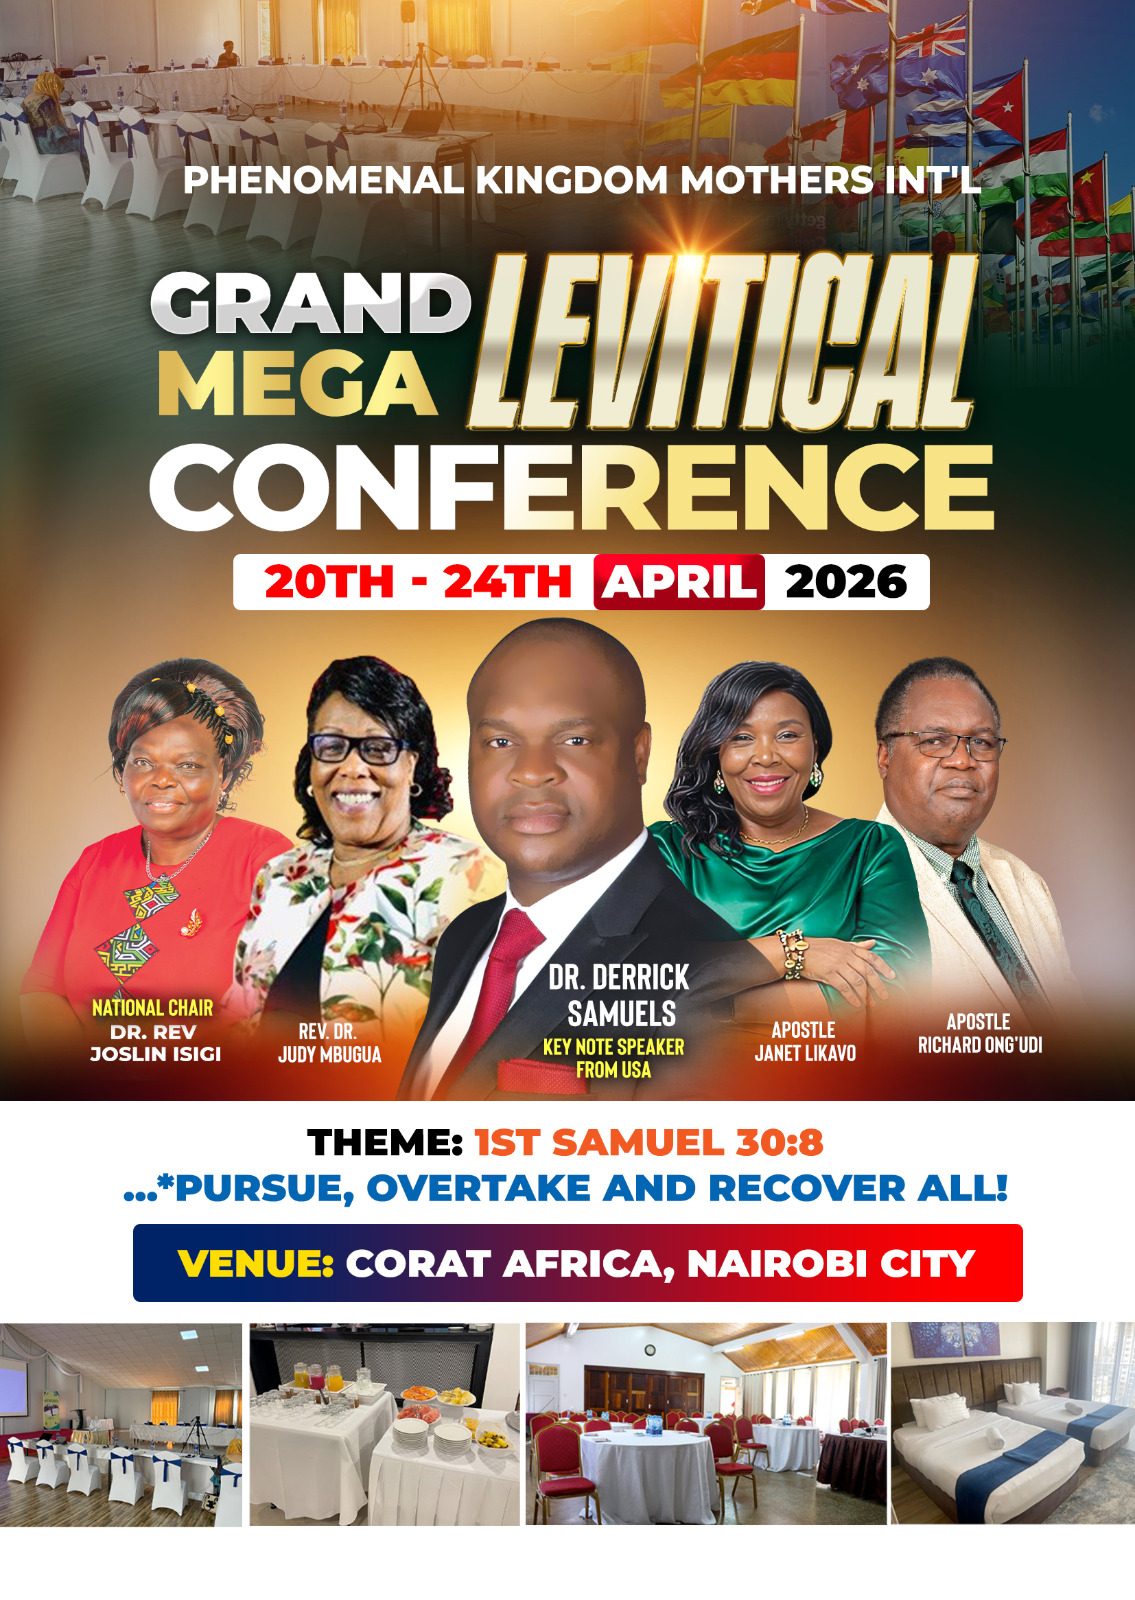 PHENOMENAL KINGDOM MOTHERS INT'L
GRAND
MEGA
LEVITICAL
CONFERENCE
20TH - 24TH APRIL 2026
NATIONAL CHAIR
DR. REV
JOSLIN ISIGI
REV. DR.
JUDY MBUGUA
DR. DERRICK
SAMUELS
KEY NOTE SPEAKER
FROM USA
APOSTLE
JANET LIKAVO
APOSTLE
RICHARD ONG'UDI
THEME: 1ST SAMUEL 30:8
...*PURSUE, OVERTAKE AND RECOVER ALL!
VENUE: CORAT AFRICA, NAIROBI CITY